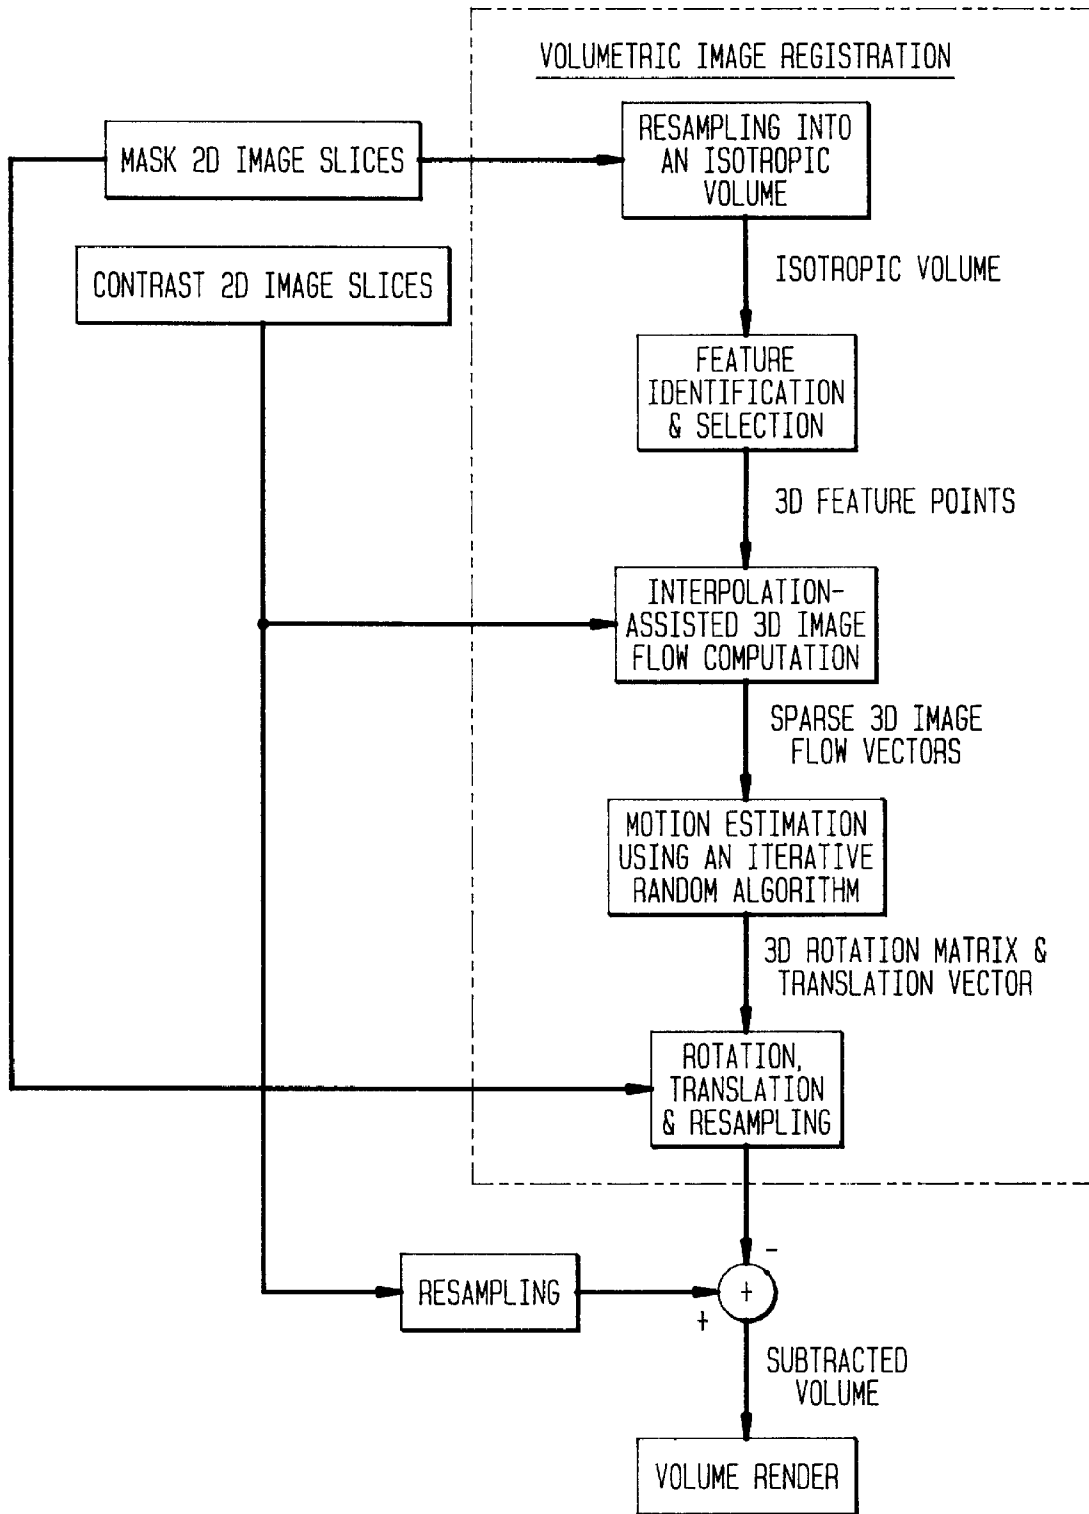 VOLUMETRIC IMAGE REGISTRATION
MASK 2D IMAGE SLICES
RESAMPLING INTO
AN ISOTROPIC
VOLUME
CONTRAST 2D IMAGE SLICES
ISOTROPIC VOLUME
FEATURE
IDENTIFICATION
& SELECTION
3D FEATURE POINTS
INTERPOLATION-
ASSISTED 3D IMAGE
FLOW COMPUTATION
SPARSE 3D IMAGE
FLOW VECTORS
MOTION ESTIMATION
USING AN ITERATIVE
RANDOM ALGORITHM
3D ROTATION MATRIX &
TRANSLATION VECTOR
ROTATION,
TRANSLATION
& RESAMPLING
-
RESAMPLING
+
+
SUBTRACTED
VOLUME
VOLUME RENDER